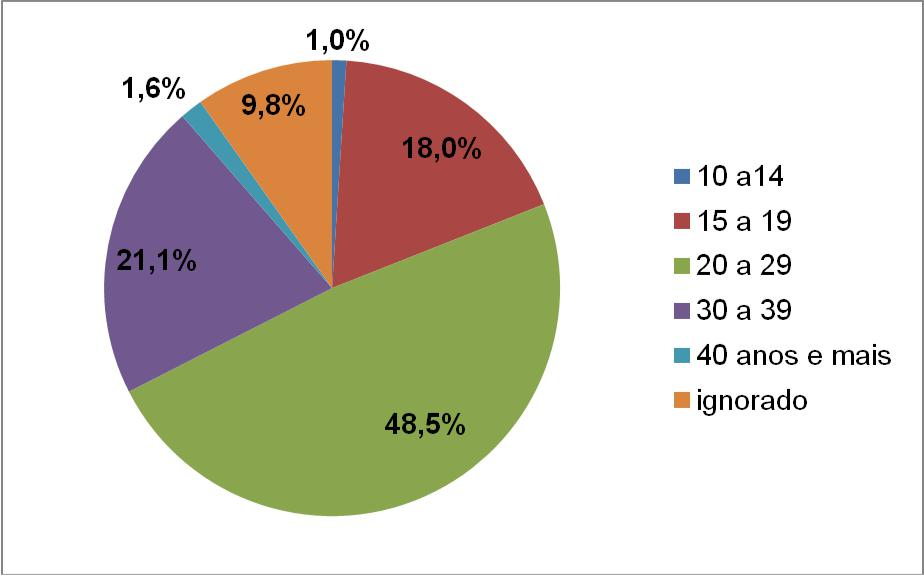 1,0%
1,6%
9,8%
18,0%
21,1%
48,5%
10 a14
15 a 19
20 a 29
30 a 39
40 anos e mais
ignorado